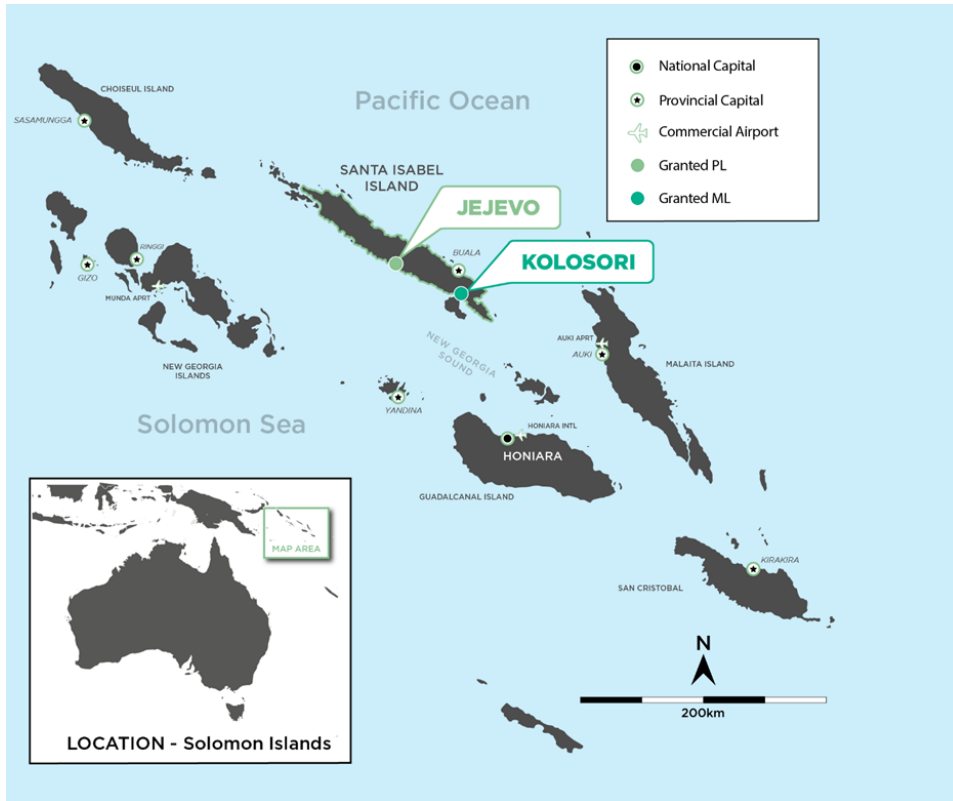 National Capital
Provincial Capital
Commercial Airport
Granted PL
Granted ML
CHOISEUL ISLAND
Pacific Ocean
SASAMUNGGA
SANTA ISABEL
ISLAND
JEJEVO
BUALA
KOLOSORI
RINGGI
GIZO
MUNDA APRT
NEW GEORGIA
ISLANDS
NEW GEORGIA
SOUND
AUKI APRT
AUKI
MALAITA ISLAND
YANDINA
Solomon Sea
HONIARA INTL
HONIARA
GUADALCANAL ISLAND
MAP AREA
KIRAKIRA
SAN CRISTOBAL
N
200km
LOCATION - Solomon Islands